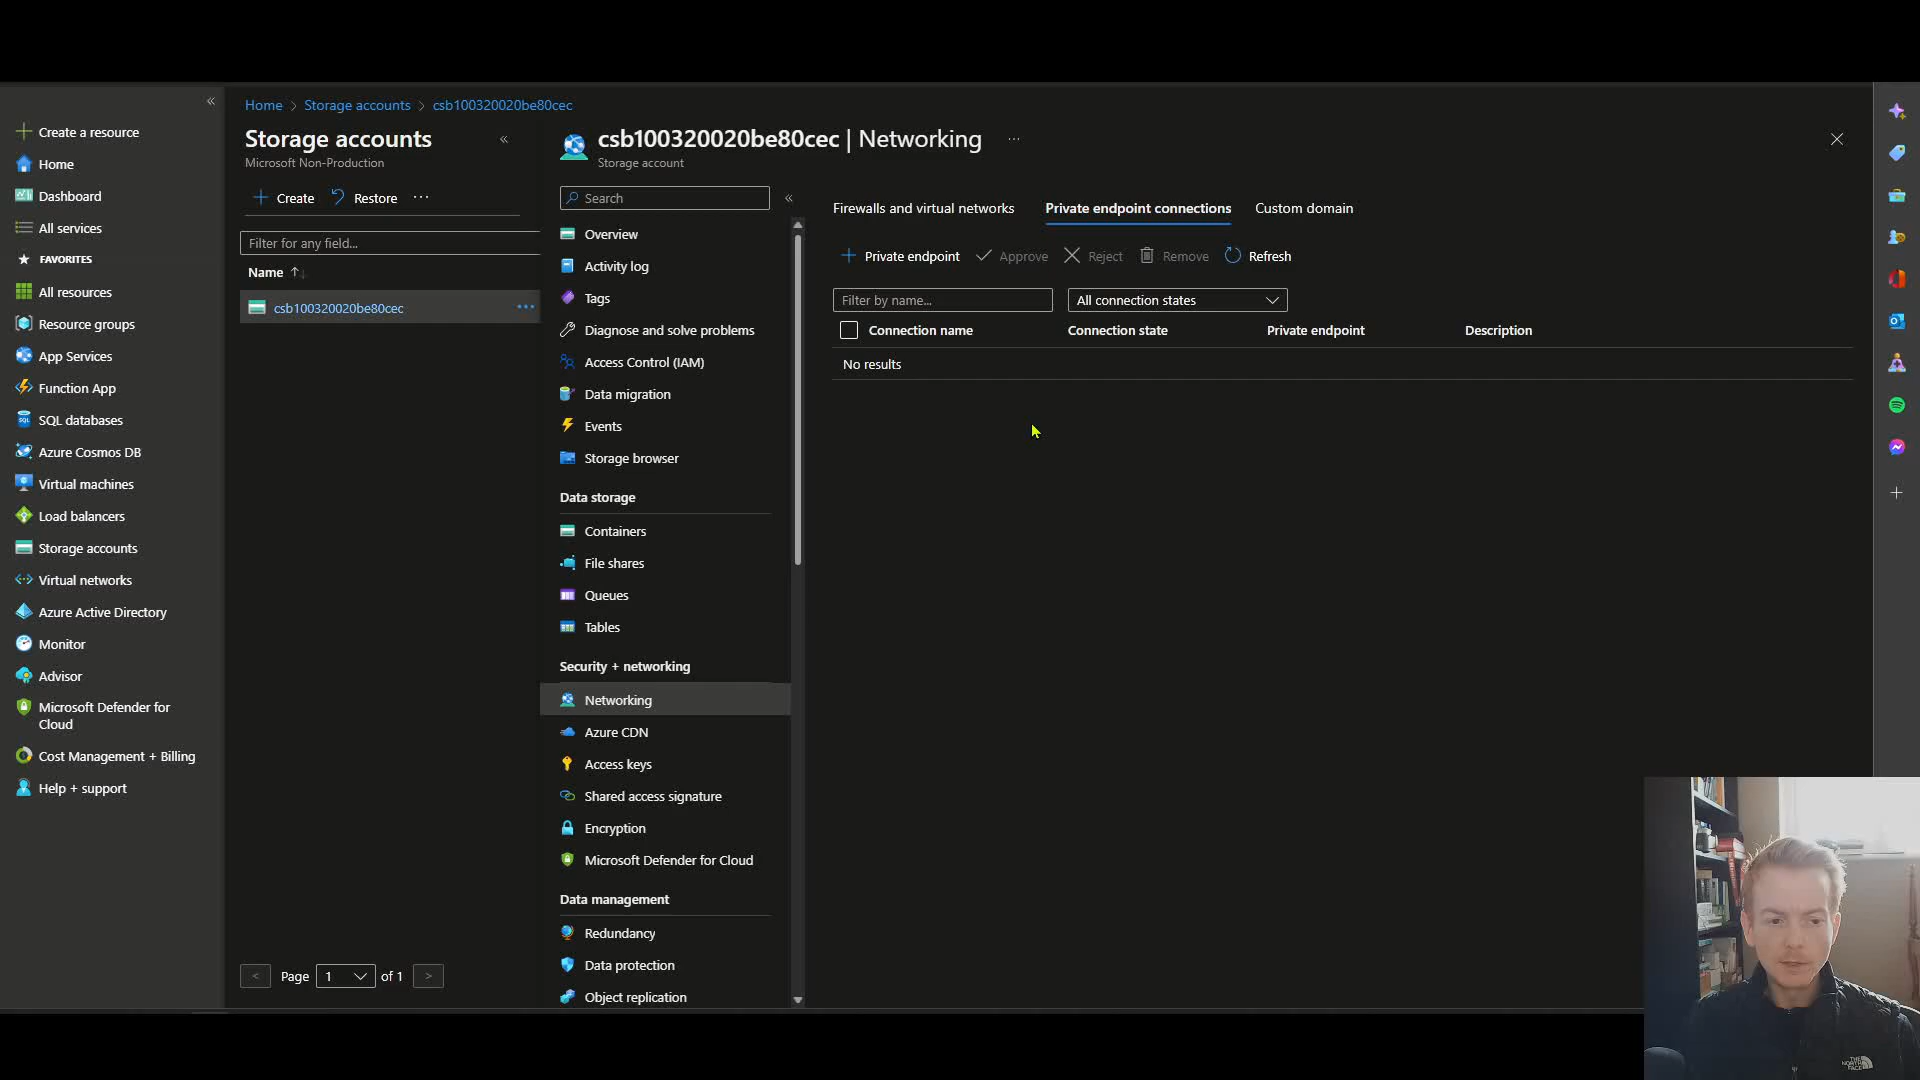 Create a resource
Home
Dashboard
All services
FAVORITES
All resources
Resource groups
App Services
Function App
SQL databases
Azure Cosmos DB
Virtual machines
Load balancers
Storage accounts
Virtual networks
Azure Active Directory
Monitor
Advisor
Microsoft Defender for
Cloud
Cost Management + Billing
Help + support
Home > Storage accounts > csb100320020be80cec
Storage accounts
Microsoft Non-Production
Create Restore ...
Filter for any field...
Name ↑
csb100320020be80cec ...
< Page 1 of 1 >
csb100320020be80cec | Networking ...
Storage account
Search
Overview
Activity log
Tags
Diagnose and solve problems
Access Control (IAM)
Data migration
Events
Storage browser
Data storage
Containers
File shares
Queues
Tables
Security + networking
Networking
Azure CDN
Access keys
Shared access signature
Encryption
Microsoft Defender for Cloud
Data management
Redundancy
Data protection
Object replication
Firewalls and virtual networks Private endpoint connections Custom domain
Private endpoint Approve Reject Remove Refresh
Filter by name... All connection states
Connection name Connection state Private endpoint Description
No results
THE
NORTH
FACE